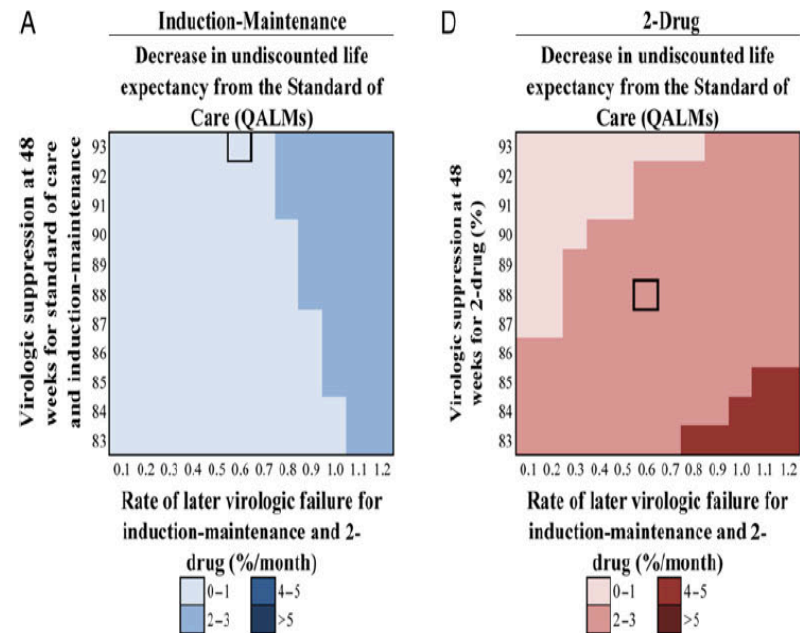 A
Induction-Maintenance
Decrease in undiscounted life
expectancy from the Standard of
Care (QALMs)
Virologic suppression at 48
weeks for standard of care
and induction-maintenance
93
92
91
90
89
88
87
86
85
84
83
0.1 0.2 0.3 0.4 0.5 0.6 0.7 0.8 0.9 1.0 1.1 1.2
Rate of later virologic failure for
induction-maintenance and 2-
drug (%/month)
0–1 4–5
2–3 >5
D
2-Drug
Decrease in undiscounted life
expectancy from the Standard of
Care (QALMs)
Virologic suppression at 48
weeks for 2-drug (%)
93
92
91
90
89
88
87
86
85
84
83
0.1 0.2 0.3 0.4 0.5 0.6 0.7 0.8 0.9 1.0 1.1 1.2
Rate of later virologic failure for
induction-maintenance and 2-
drug (%/month)
0–1 4–5
2–3 >5